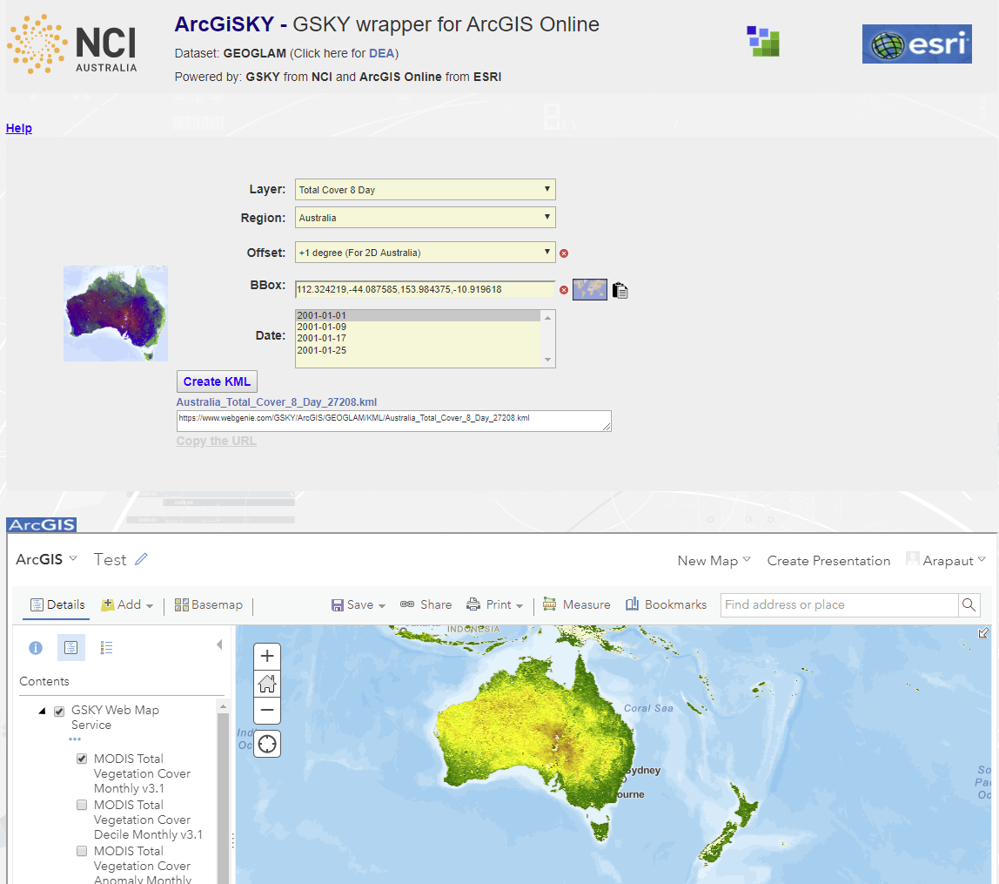 NCI
AUSTRALIA
ArcGiSKY - GSKY wrapper for ArcGIS Online
Dataset: GEOGLAM (Click here for DEA)
Powered by: GSKY from NCI and ArcGIS Online from ESRI
esri
Help
Layer: Total Cover 8 Day
Region: Australia
Offset: +1 degree (For 2D Australia)
BBox: 112.324219,-44.087585,153.984375,-10.919618
Date:
2001-01-01
2001-01-09
2001-01-17
2001-01-25
Create KML
Australia_Total_Cover_8_Day_27208.kml
https://www.webgenie.com/GSKY/ArcGIS/GEOGLAM/KML/Australia_Total_Cover_8_Day_27208.kml
Copy the URL
ArcGIS
ArcGIS Test New Map Create Presentation Arapaut
Details Add Basemap Save Share Print Measure Bookmarks Find address or place
Contents
GSKY Web Map
Service
MODIS Total
Vegetation Cover
Monthly v3.1
MODIS Total
Vegetation Cover
Decile Monthly v3.1
MODIS Total
Vegetation Cover
Anomaly Monthly
INDONESIA
Coral Sea
Ind
Oc
Sydney
ourne
So
Pa
Oc